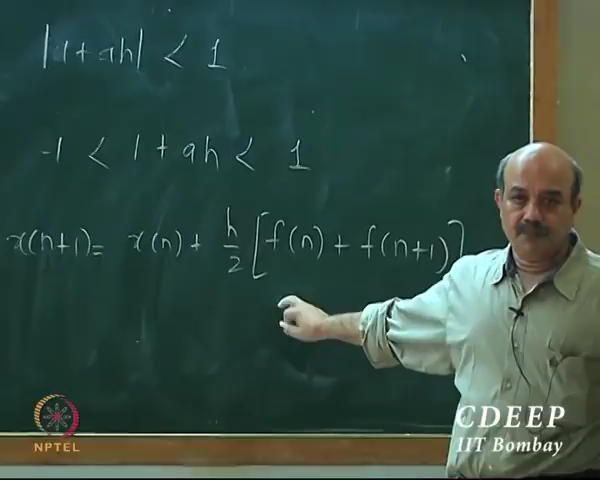 |1+ah| < 1
-1 < 1 + ah < 1
x(n+1) = x(n) + h/2 [f(n) + f(n+1)]
NPTEL
CDEEP
IIT Bombay